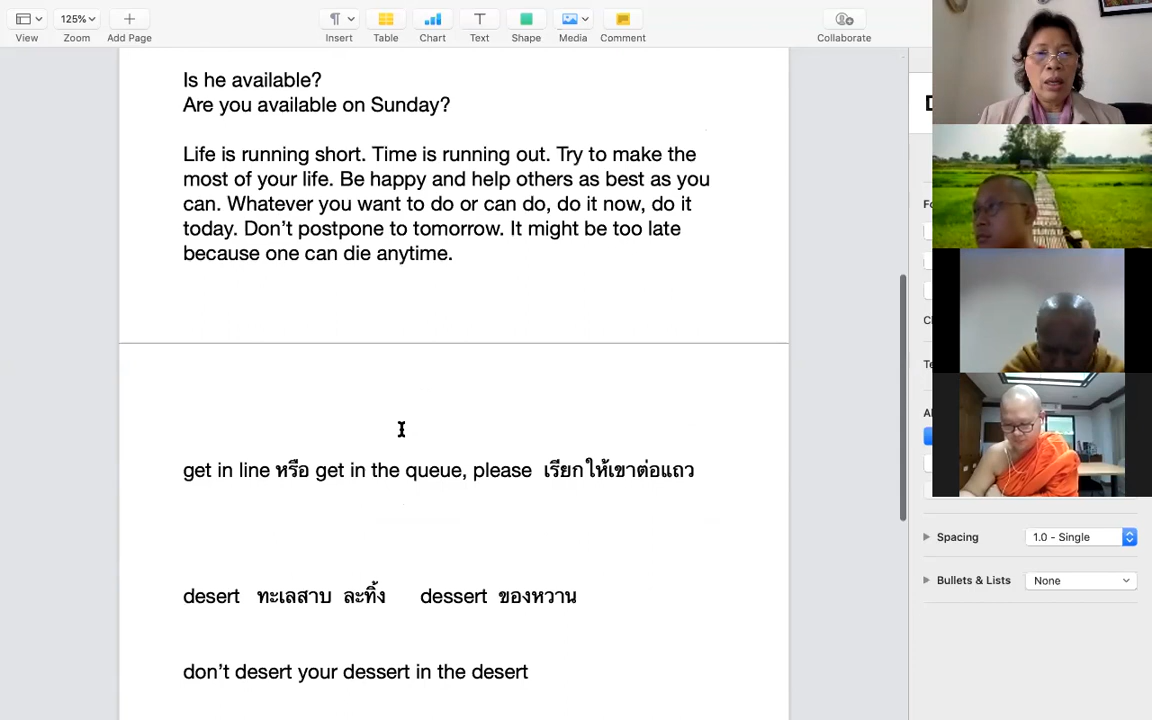 125%
View
Zoom
Add Page
Insert
Table
Chart
Text
Shape
Media
Comment
Collaborate
Is he available?
Are you available on Sunday?
Life is running short. Time is running out. Try to make the
most of your life. Be happy and help others as best as you
can. Whatever you want to do or can do, do it now, do it
today. Don’t postpone to tomorrow. It might be too late
because one can die anytime.
get in line หรือ get in the queue, please เรียกให้เขาต่อแถว
desert ทะเลสาบ ละทิ้ง dessert ของหวาน
don’t desert your dessert in the desert
Spacing
1.0 - Single
Bullets & Lists
None